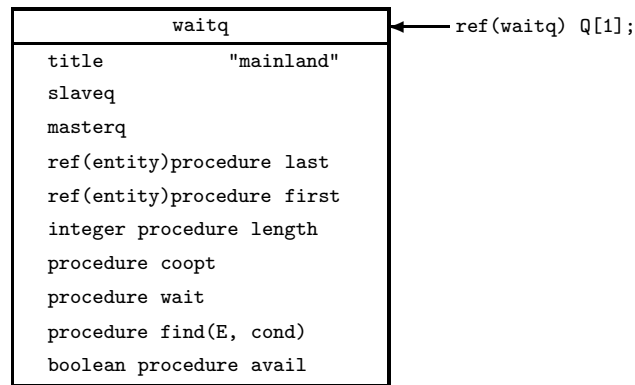 waitq
ref(waitq) Q[1];
title "mainland"
slaveq
masterq
ref(entity)procedure last
ref(entity)procedure first
integer procedure length
procedure coopt
procedure wait
procedure find(E, cond)
boolean procedure avail